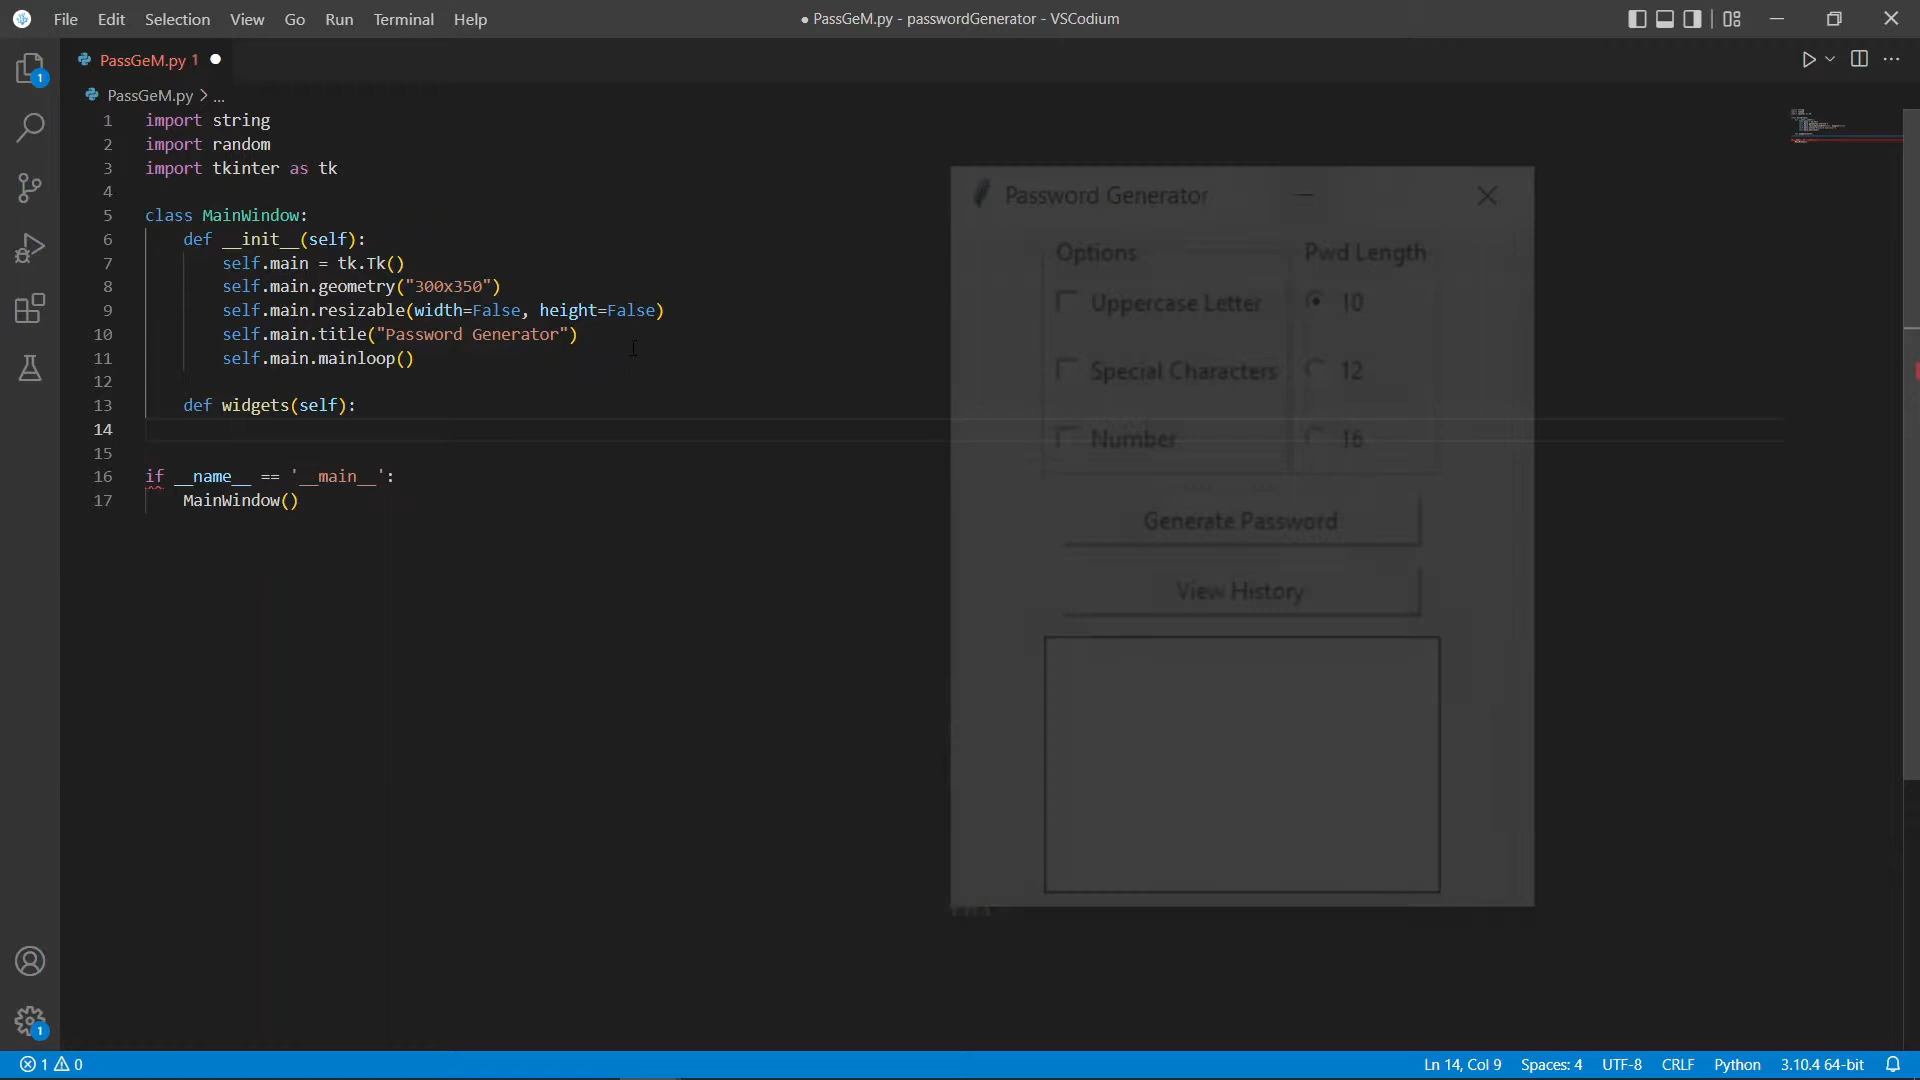 File Edit Selection View Go Run Terminal Help
● PassGeM.py - passwordGenerator - VSCodium
PassGeM.py 1
PassGeM.py > ...
1 import string
2 import random
3 import tkinter as tk
4
5 class MainWindow:
6 def __init__(self):
7 self.main = tk.Tk()
8 self.main.geometry("300x350")
9 self.main.resizable(width=False, height=False)
10 self.main.title("Password Generator")
11 self.main.mainloop()
12
13 def widgets(self):
14
15
16 if __name__ == '__main__':
17 MainWindow()
Password Generator
Options Pwd Length
Uppercase Letter 10
Special Characters 12
Number 16
Generate Password
View History
1
1
1 0
Ln 14, Col 9 Spaces: 4 UTF-8 CRLF Python 3.10.4 64-bit